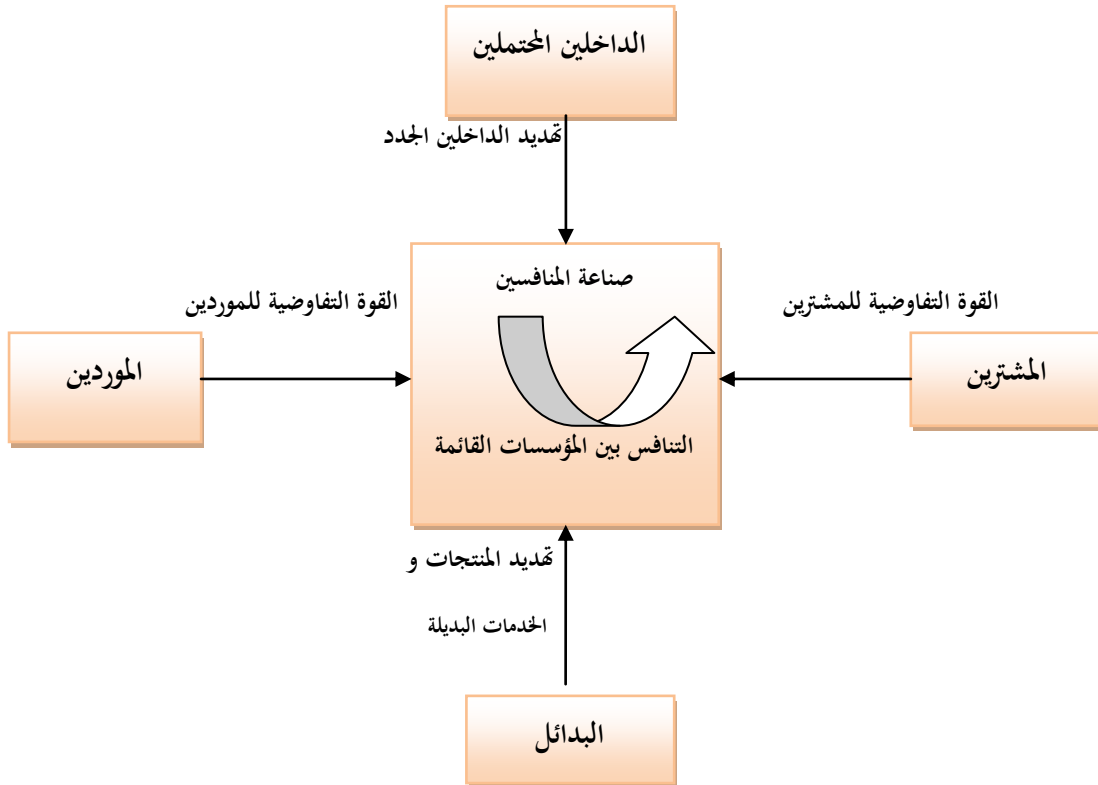 الداخلين المحتملين
تهديد الداخلين الجدد
صناعة المنافسين
القوة التفاوضية للمشترين
القوة التفاوضية للموردين
المشترين
الموردين
التنافس بين المؤسسات القائمة
تهديد المنتجات و
الخدمات البديلة
البدائل